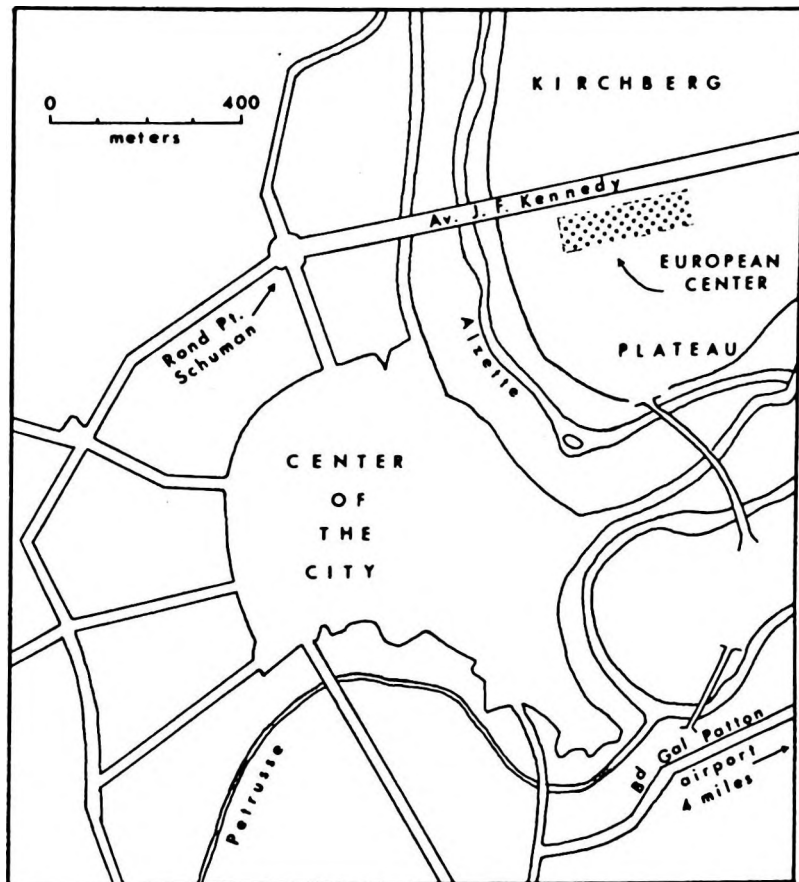 KIRCHBERG
0 400
meters
Av. J. F. Kennedy
EUROPEAN
CENTER
Rond Pt.
Schuman
Alzette
PLATEAU
CENTER
OF
THE
CITY
Petrusse
Bd Gal Patton
airport
4 miles